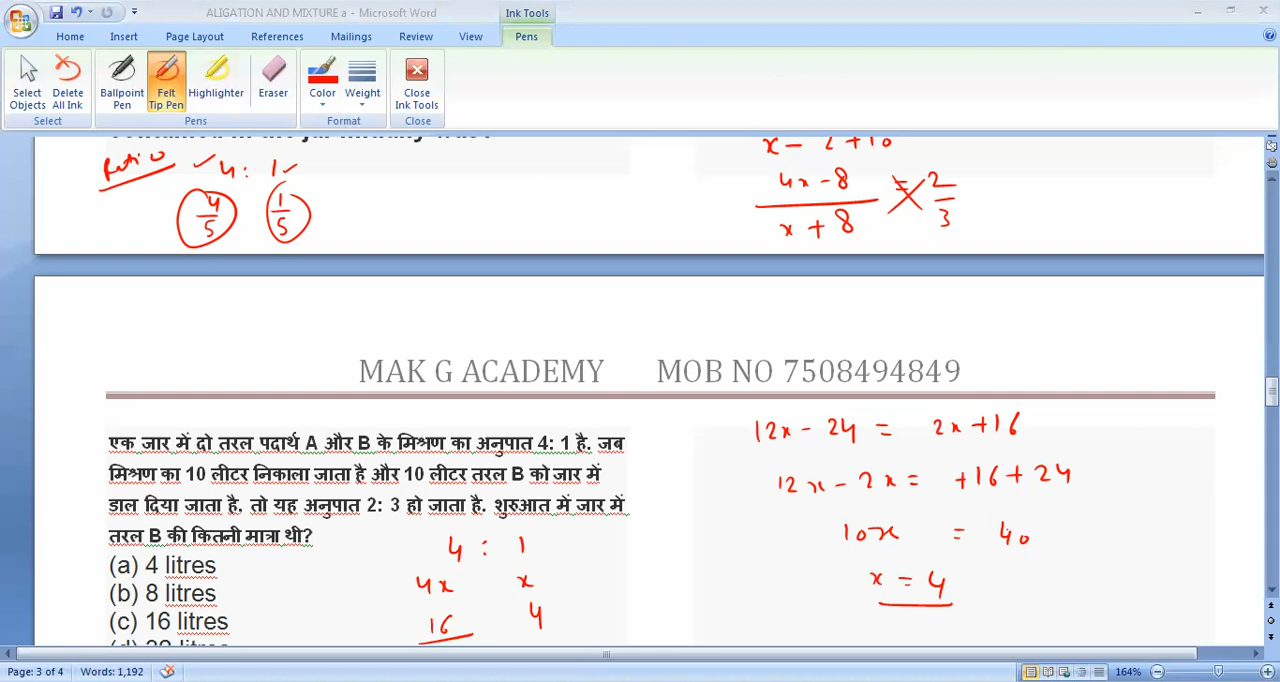 ALIGATION AND MIXTURE a - Microsoft Word
Ink Tools
Home Insert Page Layout References Mailings Review View Pens
Select Objects
Delete All Ink
Ballpoint Pen
Felt Tip Pen
Highlighter
Eraser
Color
Weight
Close Ink Tools
Select Pens Format Close
Ratio 4 : 1
4/5 1/5
x - 2 + 10
4x - 8 / x + 8 = 2/3
MAK G ACADEMY MOB NO 7508494849
एक जार में दो तरल पदार्थ A और B के मिश्रण का अनुपात 4: 1 है. जब
मिश्रण का 10 लीटर निकाला जाता है और 10 लीटर तरल B को जार में
डाल दिया जाता है. तो यह अनुपात 2: 3 हो जाता है. शुरुआत में जार में
तरल B की कितनी मात्रा थी?
(a) 4 litres
(b) 8 litres
(c) 16 litres
4 : 1
4x x
16 4
12x - 24 = 2x + 16
12x - 2x = +16 + 24
10x = 40
x = 4
Page: 3 of 4 Words: 1,192 164%